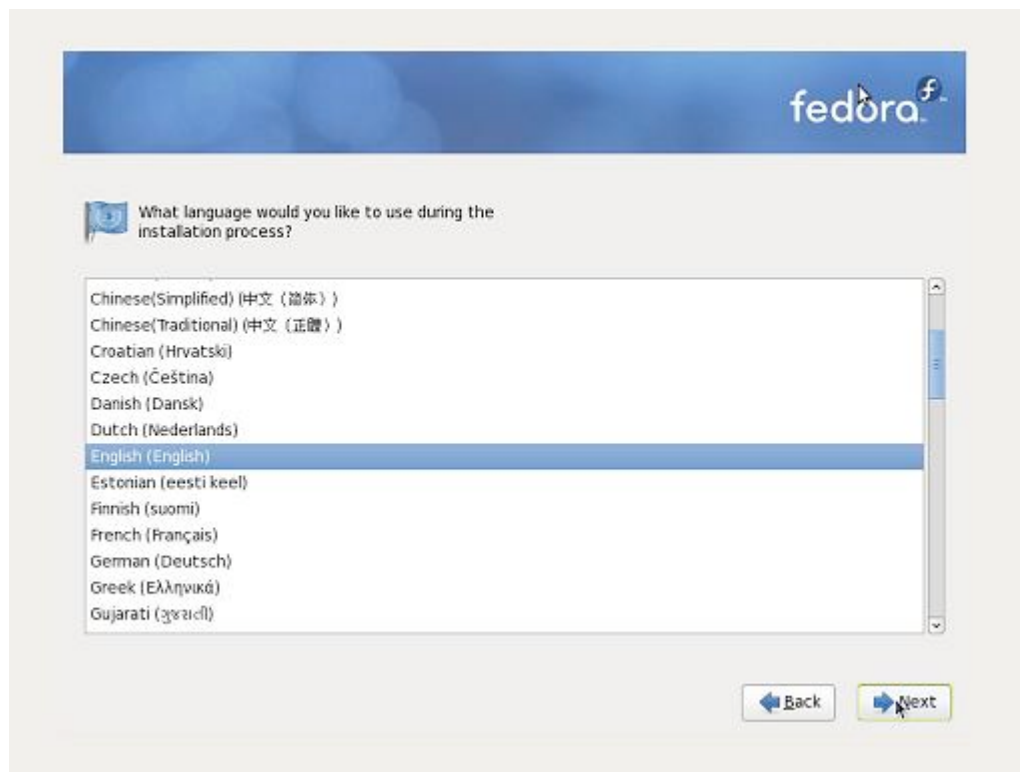 fedora
What language would you like to use during the
installation process?
Chinese(Simplified) (中文（简体）)
Chinese(Traditional) (中文（正體）)
Croatian (Hrvatski)
Czech (Čeština)
Danish (Dansk)
Dutch (Nederlands)
English (English)
Estonian (eesti keel)
Finnish (suomi)
French (Français)
German (Deutsch)
Greek (Ελληνικά)
Gujarati (ગુજરાતી)
Back
Next